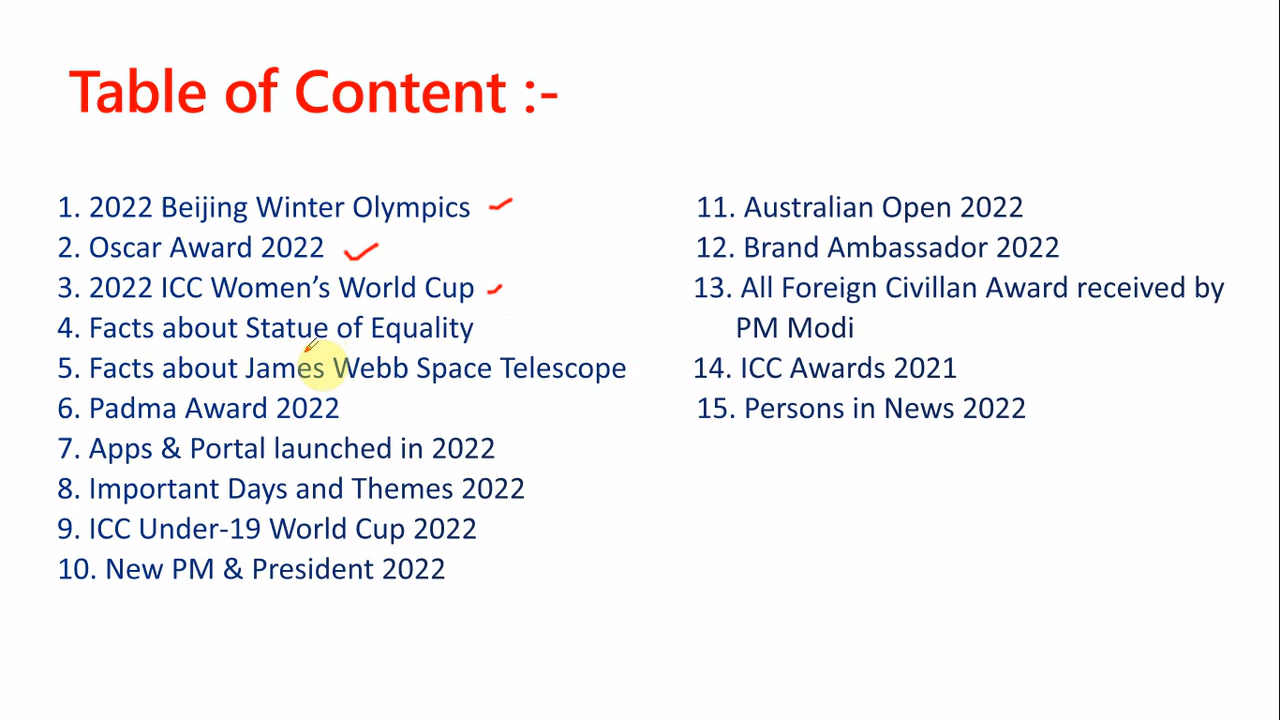 Table of Content :-
1. 2022 Beijing Winter Olympics
2. Oscar Award 2022
3. 2022 ICC Women’s World Cup
4. Facts about Statue of Equality
5. Facts about James Webb Space Telescope
6. Padma Award 2022
7. Apps & Portal launched in 2022
8. Important Days and Themes 2022
9. ICC Under-19 World Cup 2022
10. New PM & President 2022
11. Australian Open 2022
12. Brand Ambassador 2022
13. All Foreign Civillan Award received by
PM Modi
14. ICC Awards 2021
15. Persons in News 2022